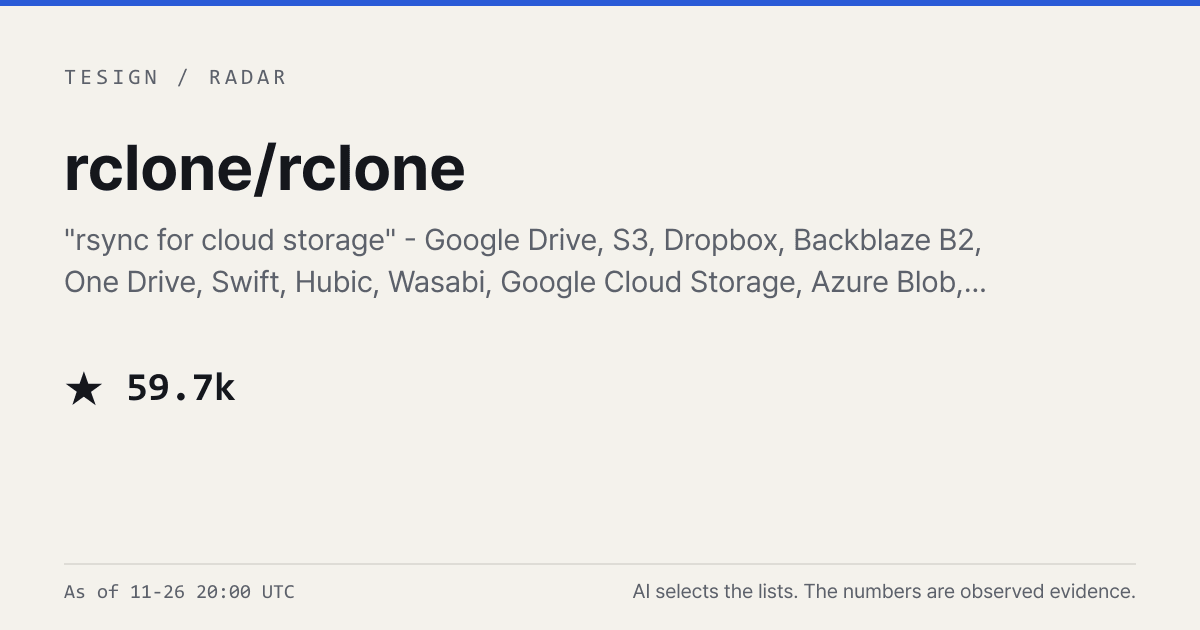 TESIGN / RADAR
rclone/rclone
"rsync for cloud storage" - Google Drive, S3, Dropbox, Backblaze B2,
One Drive, Swift, Hubic, Wasabi, Google Cloud Storage, Azure Blob,...
★ 59.7k
As of 11-26 20:00 UTC
AI selects the lists. The numbers are observed evidence.